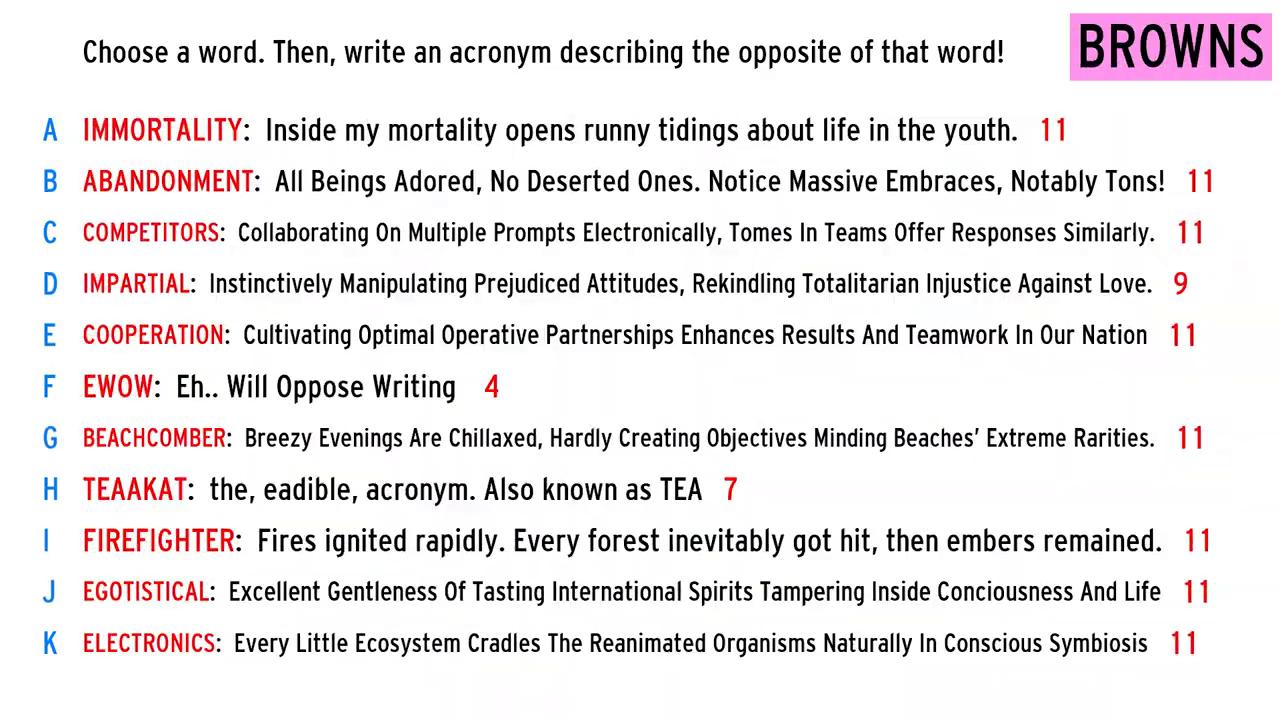 Choose a word. Then, write an acronym describing the opposite of that word!
BROWNS
A IMMORTALITY: Inside my mortality opens runny tidings about life in the youth. 11
B ABANDONMENT: All Beings Adored, No Deserted Ones. Notice Massive Embraces, Notably Tons! 11
C COMPETITORS: Collaborating On Multiple Prompts Electronically, Tomes In Teams Offer Responses Similarly. 11
D IMPARTIAL: Instinctively Manipulating Prejudiced Attitudes, Rekindling Totalitarian Injustice Against Love. 9
E COOPERATION: Cultivating Optimal Operative Partnerships Enhances Results And Teamwork In Our Nation 11
F EWOW: Eh.. Will Oppose Writing 4
G BEACHCOMBER: Breezy Evenings Are Chillaxed, Hardly Creating Objectives Minding Beaches' Extreme Rarities. 11
H TEAAKAT: the, eadible, acronym. Also known as TEA 7
I FIREFIGHTER: Fires ignited rapidly. Every forest inevitably got hit, then embers remained. 11
J EGOTISTICAL: Excellent Gentleness Of Tasting International Spirits Tampering Inside Conciousness And Life 11
K ELECTRONICS: Every Little Ecosystem Cradles The Reanimated Organisms Naturally In Conscious Symbiosis 11